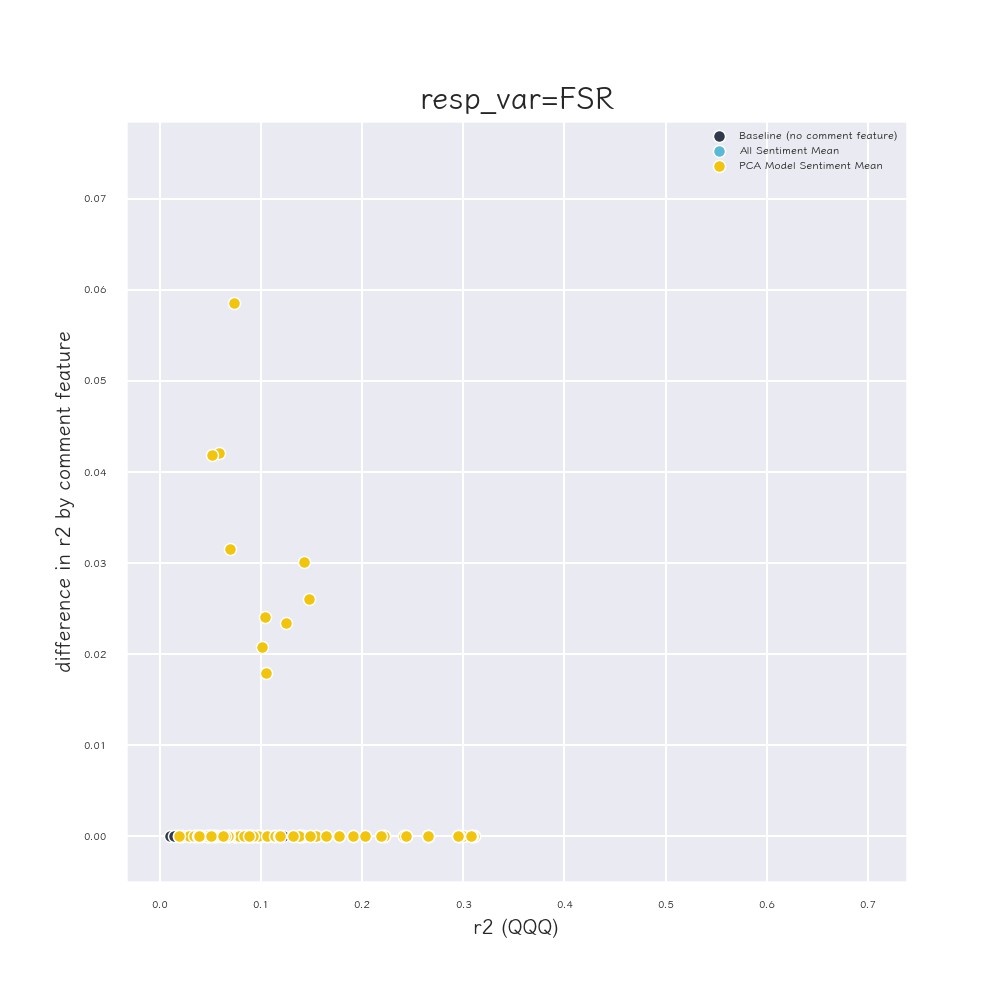 resp_var=FSR
Baseline (no comment feature)
All Sentiment Mean
PCA Model Sentiment Mean
difference in r2 by comment feature
0.07
0.06
0.05
0.04
0.03
0.02
0.01
0.00
0.0 0.1 0.2 0.3 0.4 0.5 0.6 0.7
r2 (QQQ)